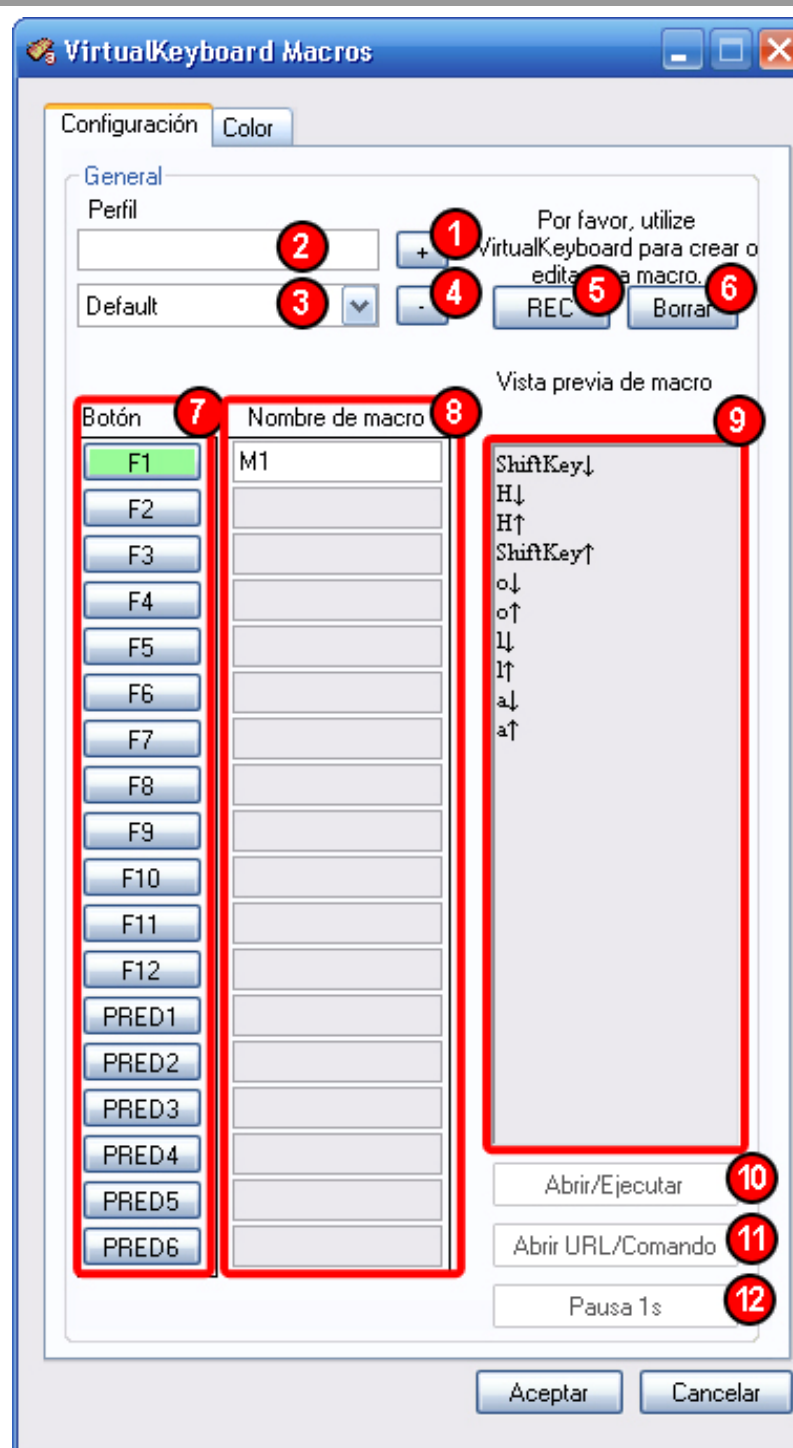 VirtualKeyboard Macros
Configuración
Color
General
Perfil
1
2
+
Por favor, utilize
VirtualKeyboard para crear o
macro.
Default
3
4
-
5
REC
6
Borrar
Vista previa de macro
Botón
7
Nombre de macro
8
9
F1
M1
F2
F3
F4
F5
F6
F7
F8
F9
F10
F11
F12
PRED1
PRED2
PRED3
PRED4
PRED5
PRED6
ShiftKey↓
H↓
H↑
ShiftKey↑
o↓
o↑
l↓
l↑
a↓
a↑
Abrir/Ejecutar
10
Abrir URL/Comando
11
Pausa 1s
12
Aceptar
Cancelar